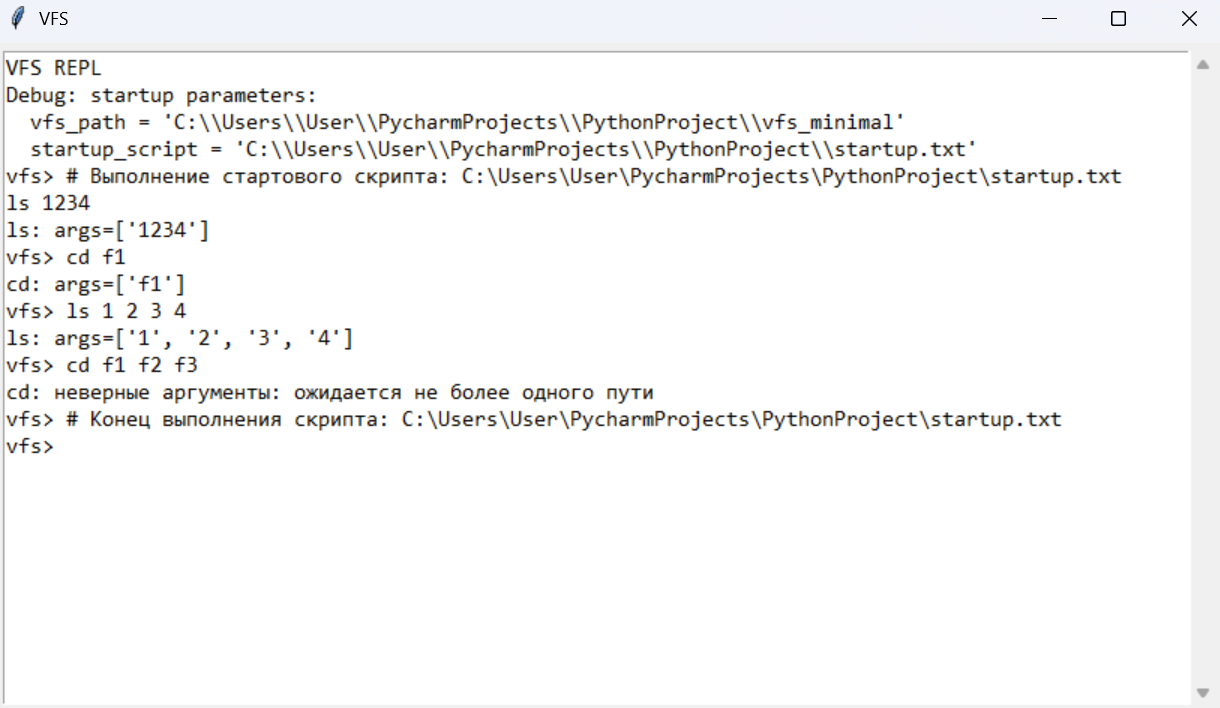 VFS
VFS REPL
Debug: startup parameters:
  vfs_path = 'C:\\Users\\User\\PycharmProjects\\PythonProject\\vfs_minimal'
  startup_script = 'C:\\Users\\User\\PycharmProjects\\PythonProject\\startup.txt'
vfs> # Выполнение стартового скрипта: C:\Users\User\PycharmProjects\PythonProject\startup.txt
ls 1234
ls: args=['1234']
vfs> cd f1
cd: args=['f1']
vfs> ls 1 2 3 4
ls: args=['1', '2', '3', '4']
vfs> cd f1 f2 f3
cd: неверные аргументы: ожидается не более одного пути
vfs> # Конец выполнения скрипта: C:\Users\User\PycharmProjects\PythonProject\startup.txt
vfs>